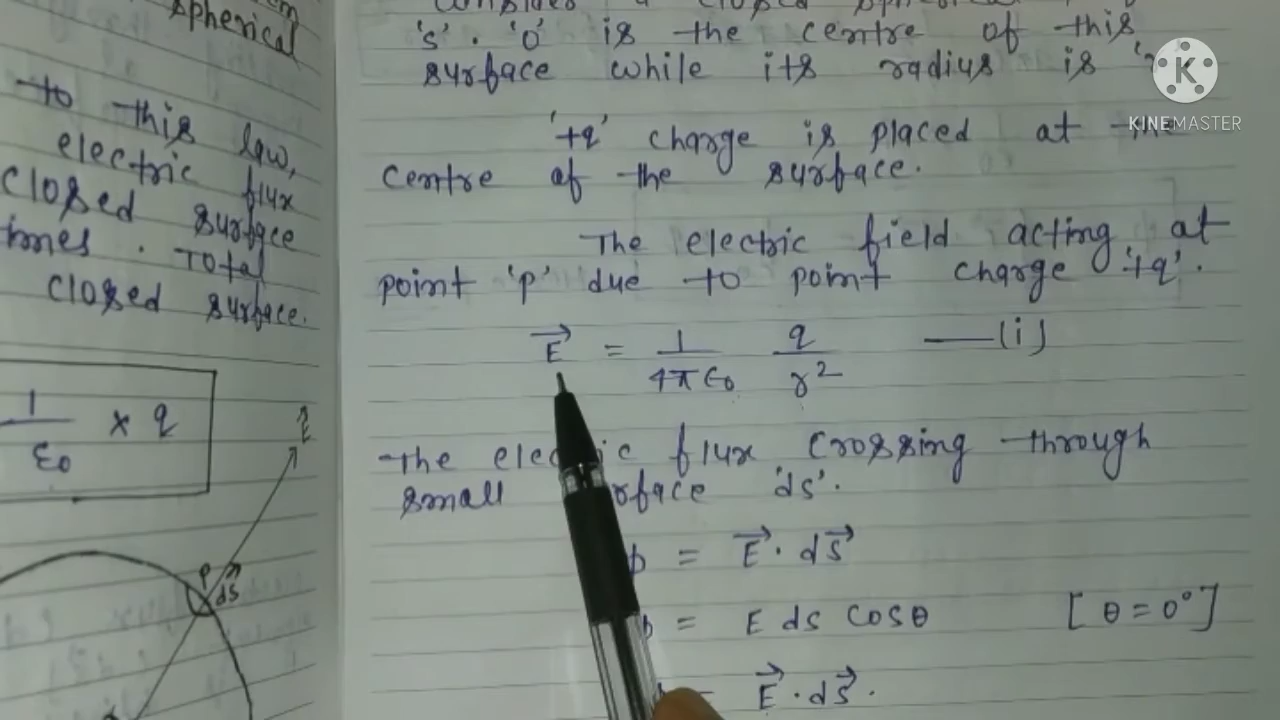 spherical
to this law,
electric flux
closed surface
times. Total
closed surface.
1/ε0 × q
E
P
ds
's'. 'o' is the centre of this
surface while its radius is
'+q' charge is placed at the
centre of the surface.
The electric field acting at
point 'p' due to point charge '+q'.
E = 1/4πε0 q/r2 —(i)
The electric flux crossing through
small 'ds'.
= E . dS
= E ds cosθ [θ = 0°]
E . dS.
K
KINEMASTER